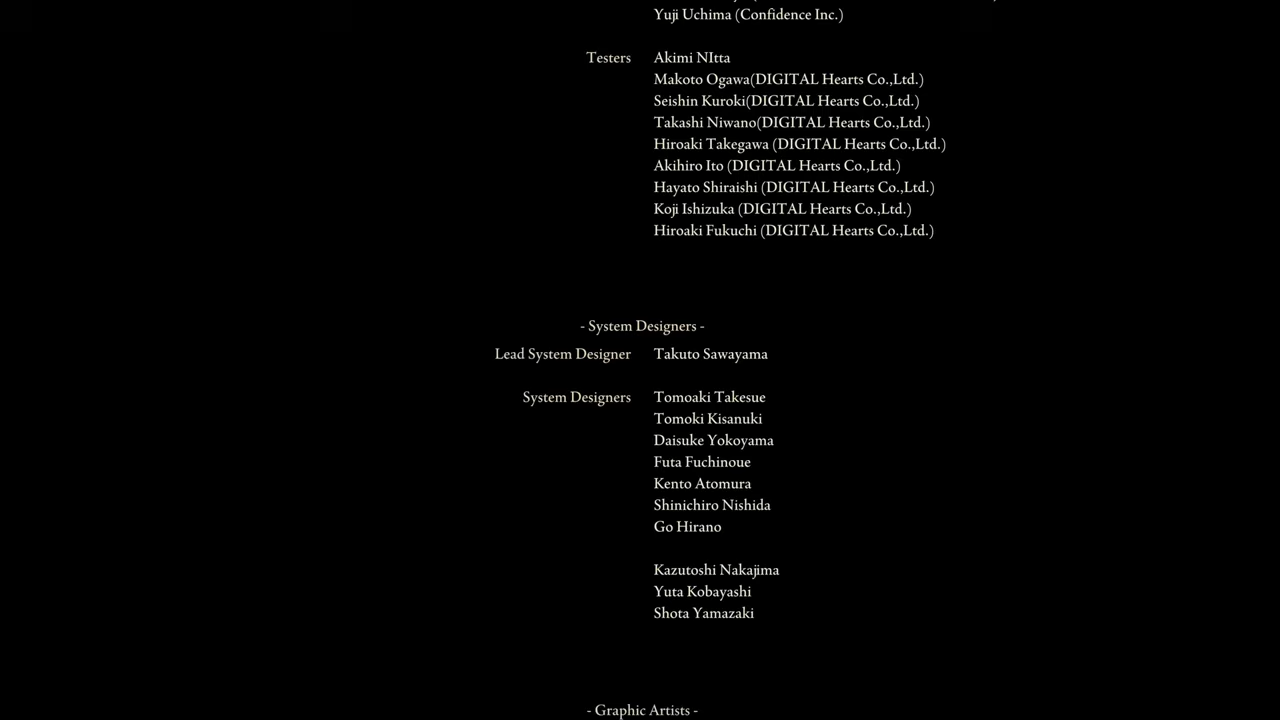 Yuji Uchima (Confidence Inc.)
Testers Akimi NItta
Makoto Ogawa(DIGITAL Hearts Co.,Ltd.)
Seishin Kuroki(DIGITAL Hearts Co.,Ltd.)
Takashi Niwano(DIGITAL Hearts Co.,Ltd.)
Hiroaki Takegawa (DIGITAL Hearts Co.,Ltd.)
Akihiro Ito (DIGITAL Hearts Co.,Ltd.)
Hayato Shiraishi (DIGITAL Hearts Co.,Ltd.)
Koji Ishizuka (DIGITAL Hearts Co.,Ltd.)
Hiroaki Fukuchi (DIGITAL Hearts Co.,Ltd.)
- System Designers -
Lead System Designer Takuto Sawayama
System Designers Tomoaki Takesue
Tomoki Kisanuki
Daisuke Yokoyama
Futa Fuchinoue
Kento Atomura
Shinichiro Nishida
Go Hirano
Kazutoshi Nakajima
Yuta Kobayashi
Shota Yamazaki
- Graphic Artists -